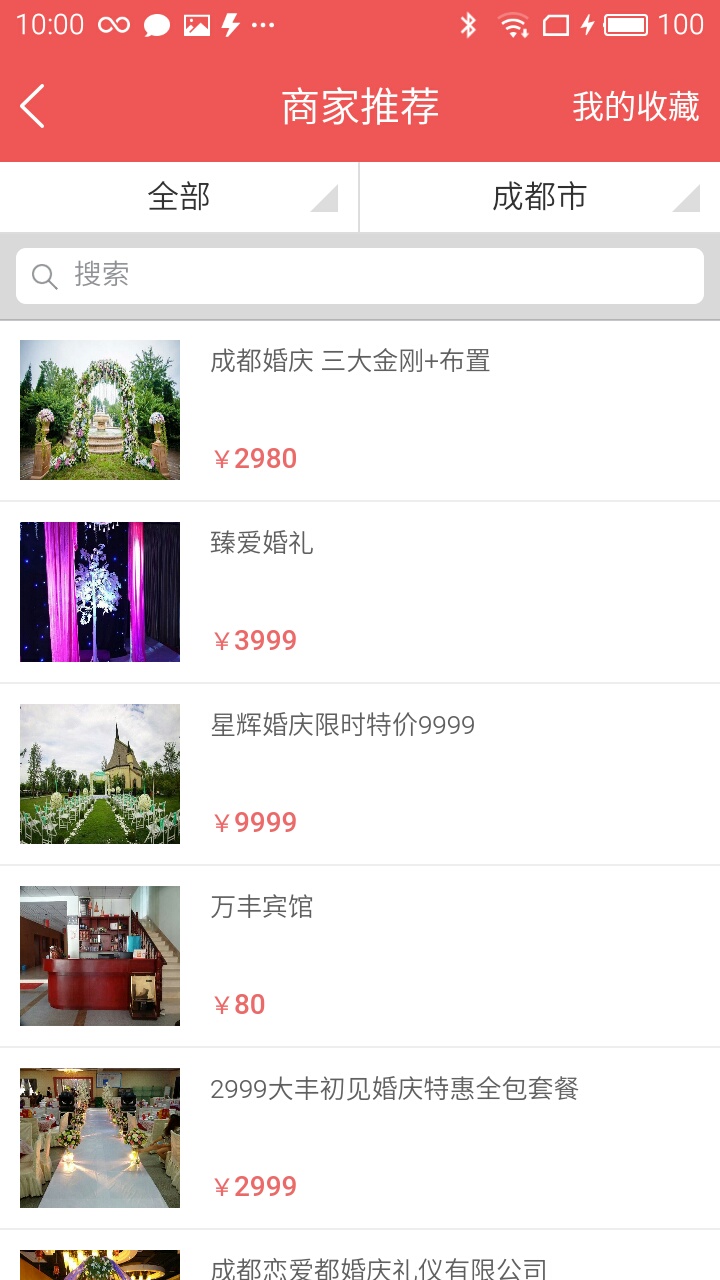 10:00
100
商家推荐
我的收藏
全部
成都市
搜索
成都婚庆 三大金刚+布置
￥2980
臻爱婚礼
￥3999
星辉婚庆限时特价9999
￥9999
万丰宾馆
￥80
2999大丰初见婚庆特惠全包套餐
￥2999
成都恋爱都婚庆礼仪有限公司